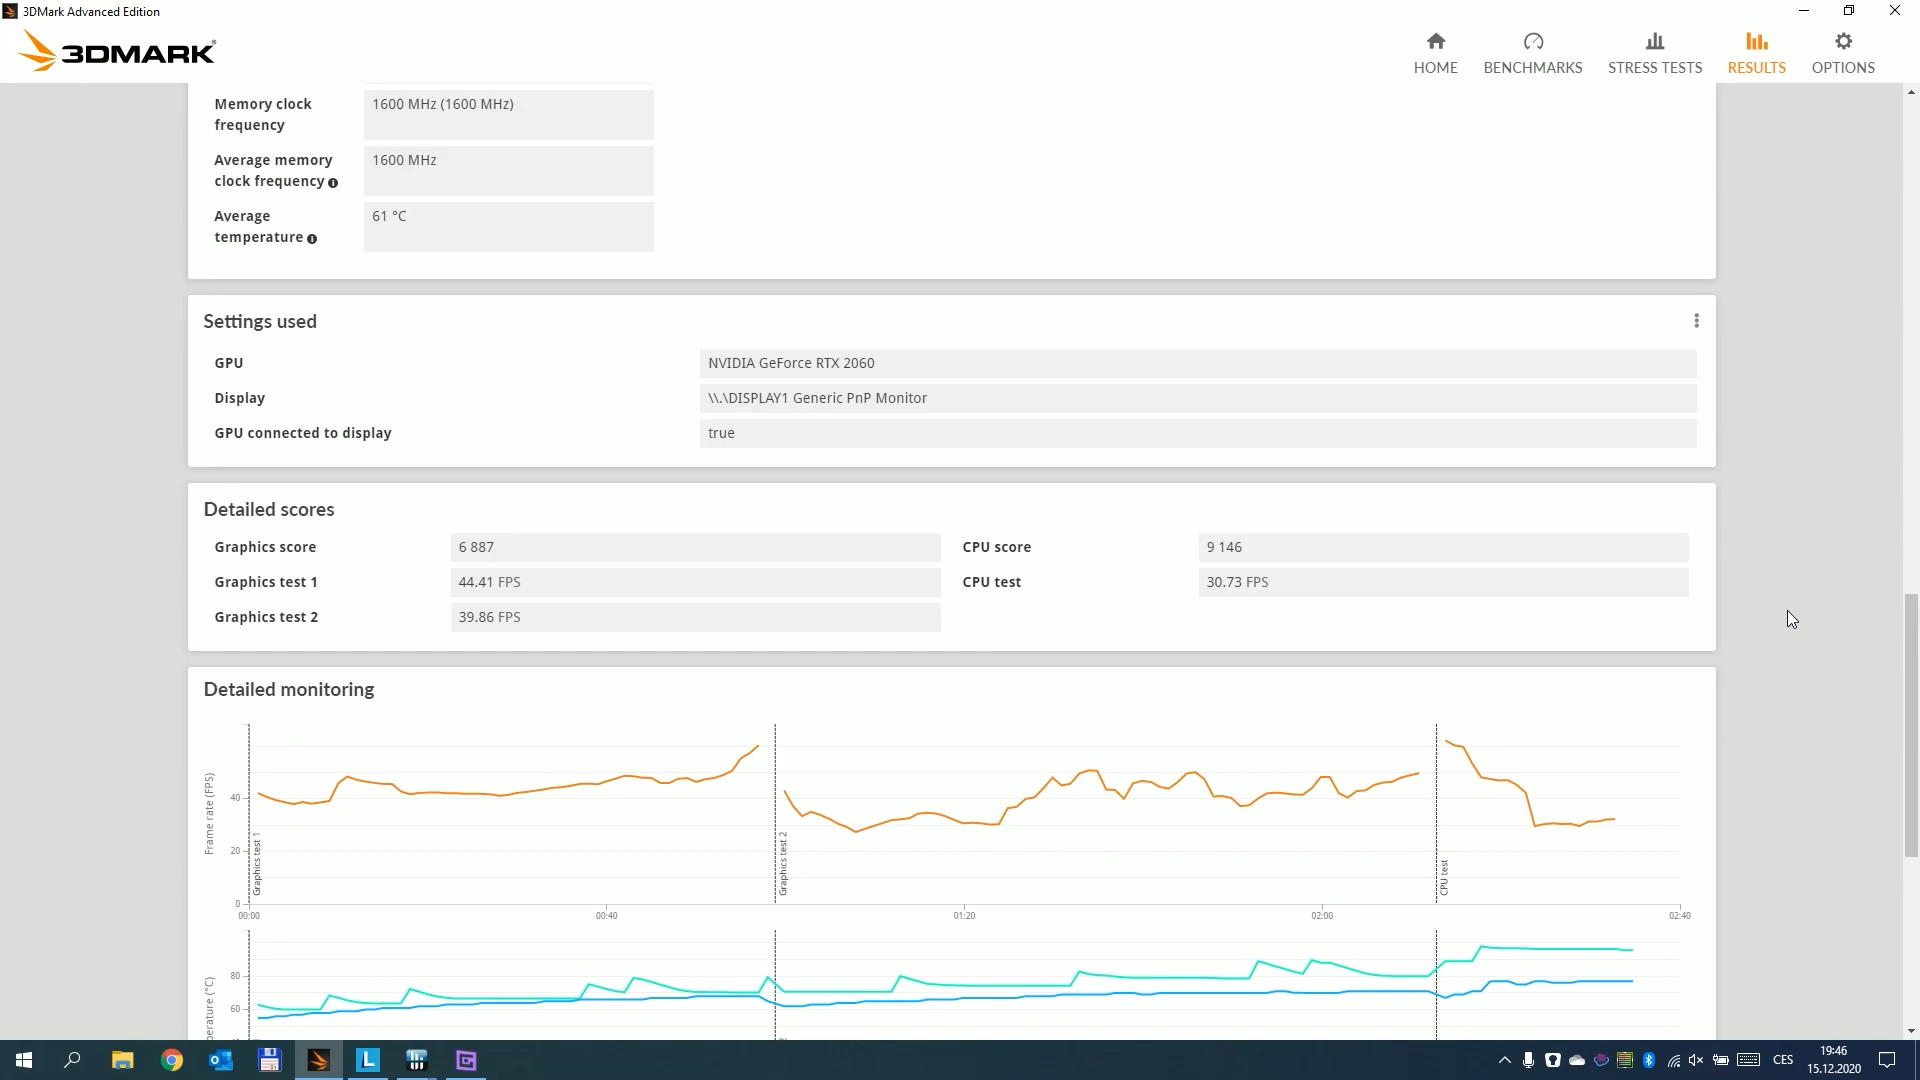 3DMark Advanced Edition
3DMARK
HOME
BENCHMARKS
STRESS TESTS
RESULTS
OPTIONS
Memory clock
frequency
1600 MHz (1600 MHz)
Average memory
clock frequency
1600 MHz
Average
temperature
61 °C
Settings used
GPU
NVIDIA GeForce RTX 2060
Display
\\.\DISPLAY1 Generic PnP Monitor
GPU connected to display
true
Detailed scores
Graphics score
6 887
CPU score
9 146
Graphics test 1
44.41 FPS
CPU test
30.73 FPS
Graphics test 2
39.86 FPS
Detailed monitoring
Frame rate (FPS)
40
20
0
Graphics test 1
Graphics test 2
CPU test
00:00
00:40
01:20
02:00
02:40
80
60
CES
19:46
15.12.2020